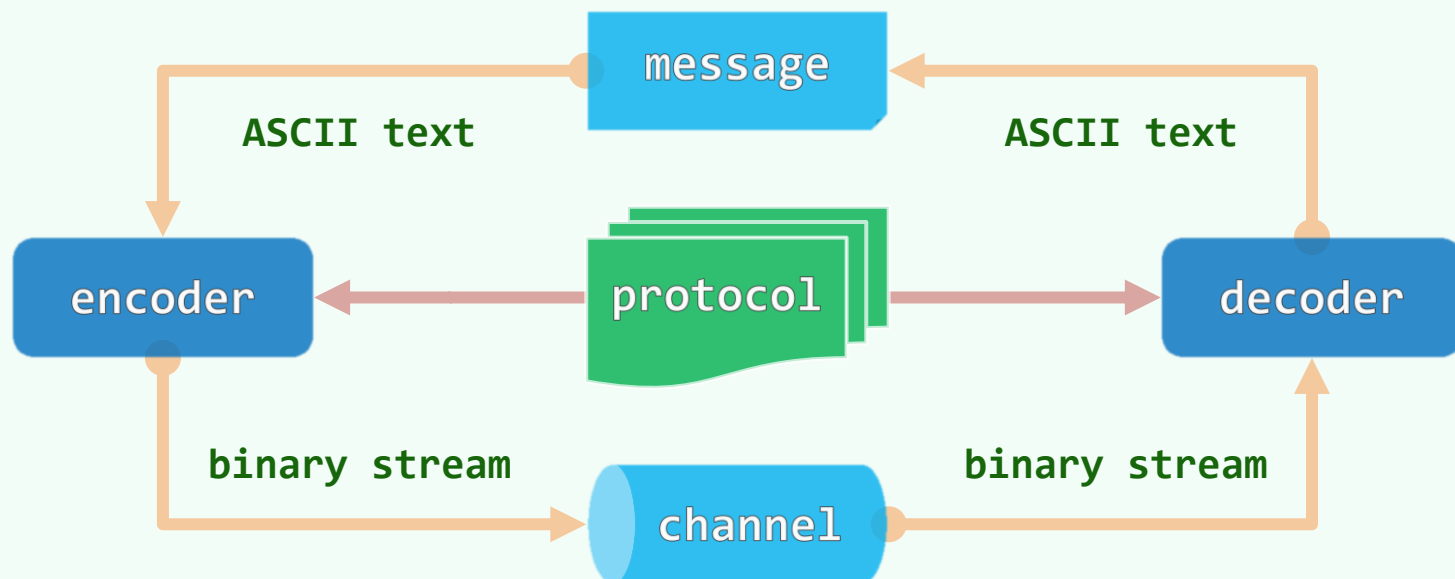 message
ASCII text
ASCII text
encoder
protocol
decoder
binary stream
binary stream
channel